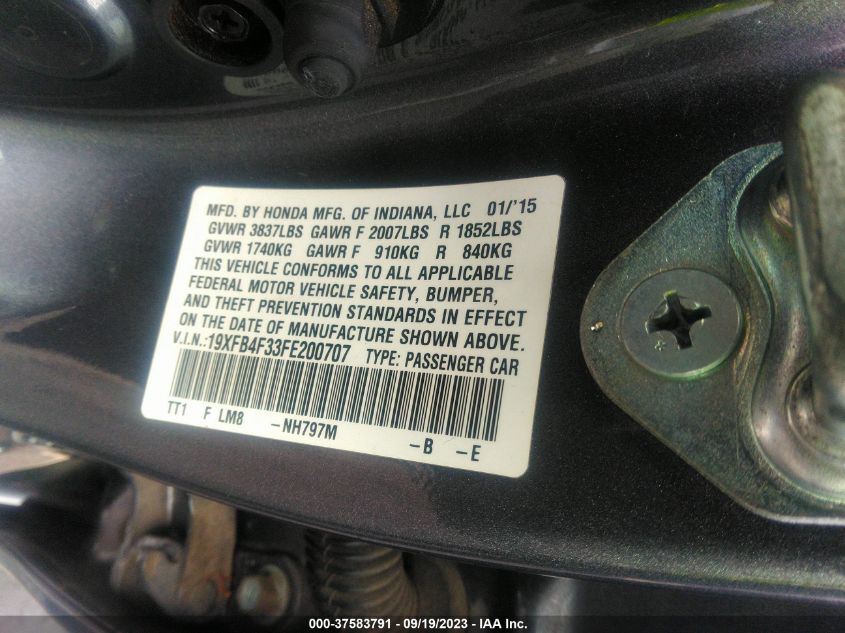 MFD. BY HONDA MFG. OF INDIANA, LLC 01/'15
GVWR 3837LBS GAWR F 2007LBS R 1852LBS
GVWR 1740KG GAWR F 910KG R 840KG
THIS VEHICLE CONFORMS TO ALL APPLICABLE
FEDERAL MOTOR VEHICLE SAFETY, BUMPER,
AND THEFT PREVENTION STANDARDS IN EFFECT
ON THE DATE OF MANUFACTURE SHOWN ABOVE.
V.I.N.:19XFB4F33FE200707 TYPE: PASSENGER CAR
TT1 F LM8 -NH797M -B -E
000-37583791 - 09/19/2023 - IAA Inc.